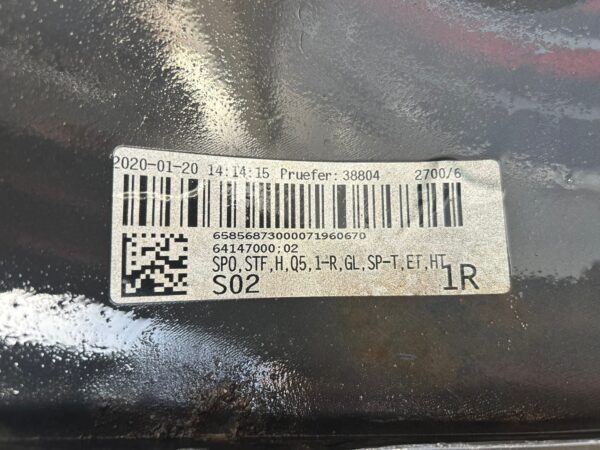 2020-01-20 14:14:15 Pruefer: 38804 2700/6
65856873000071960670
64147000;02
SPO,STF,H,Q5,1-R,GL,SP-T,ET,HT
S02 1R